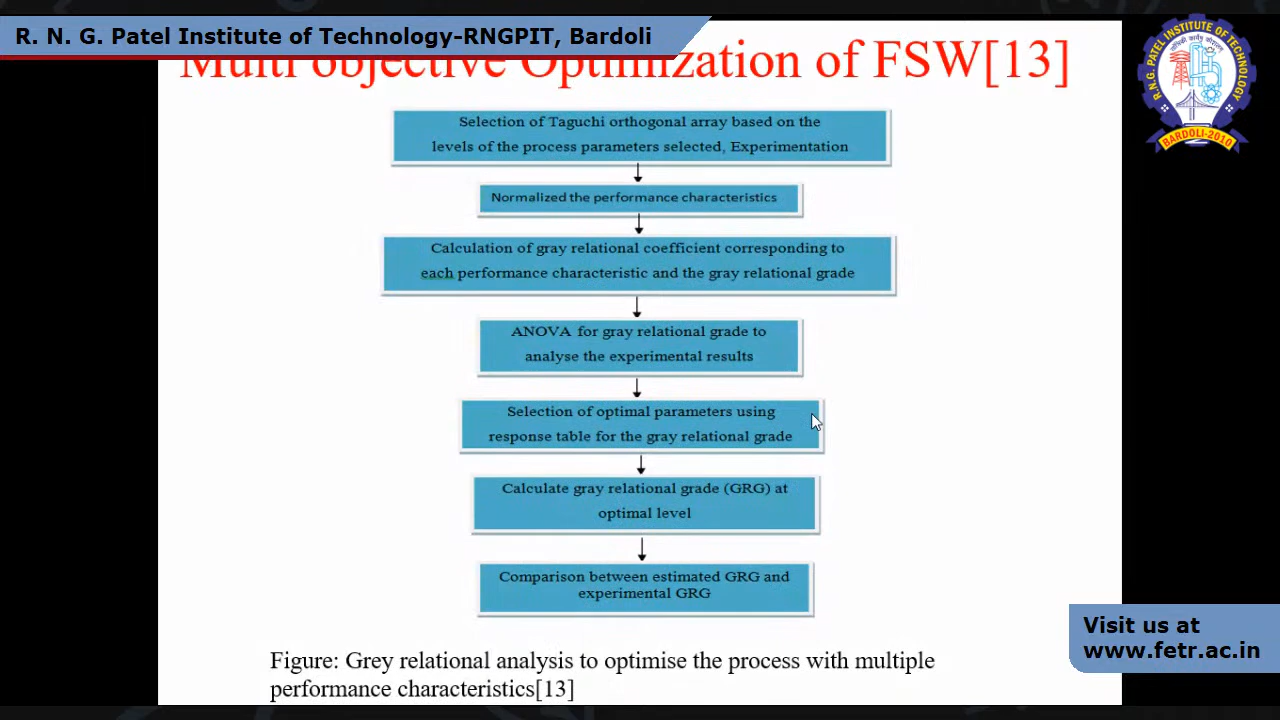 R. N. G. Patel Institute of Technology-RNGPIT, Bardoli
Multi objective Optimization of FSW[13]
R.N.G. PATEL INSTITUTE OF TECHNOLOGY
BARDOLI-2010
Selection of Taguchi orthogonal array based on the
levels of the process parameters selected, Experimentation
Normalized the performance characteristics
Calculation of gray relational coefficient corresponding to
each performance characteristic and the gray relational grade
ANOVA for gray relational grade to
analyse the experimental results
Selection of optimal parameters using
response table for the gray relational grade
Calculate gray relational grade (GRG) at
optimal level
Comparison between estimated GRG and
experimental GRG
Visit us at
www.fetr.ac.in
Figure: Grey relational analysis to optimise the process with multiple
performance characteristics[13]